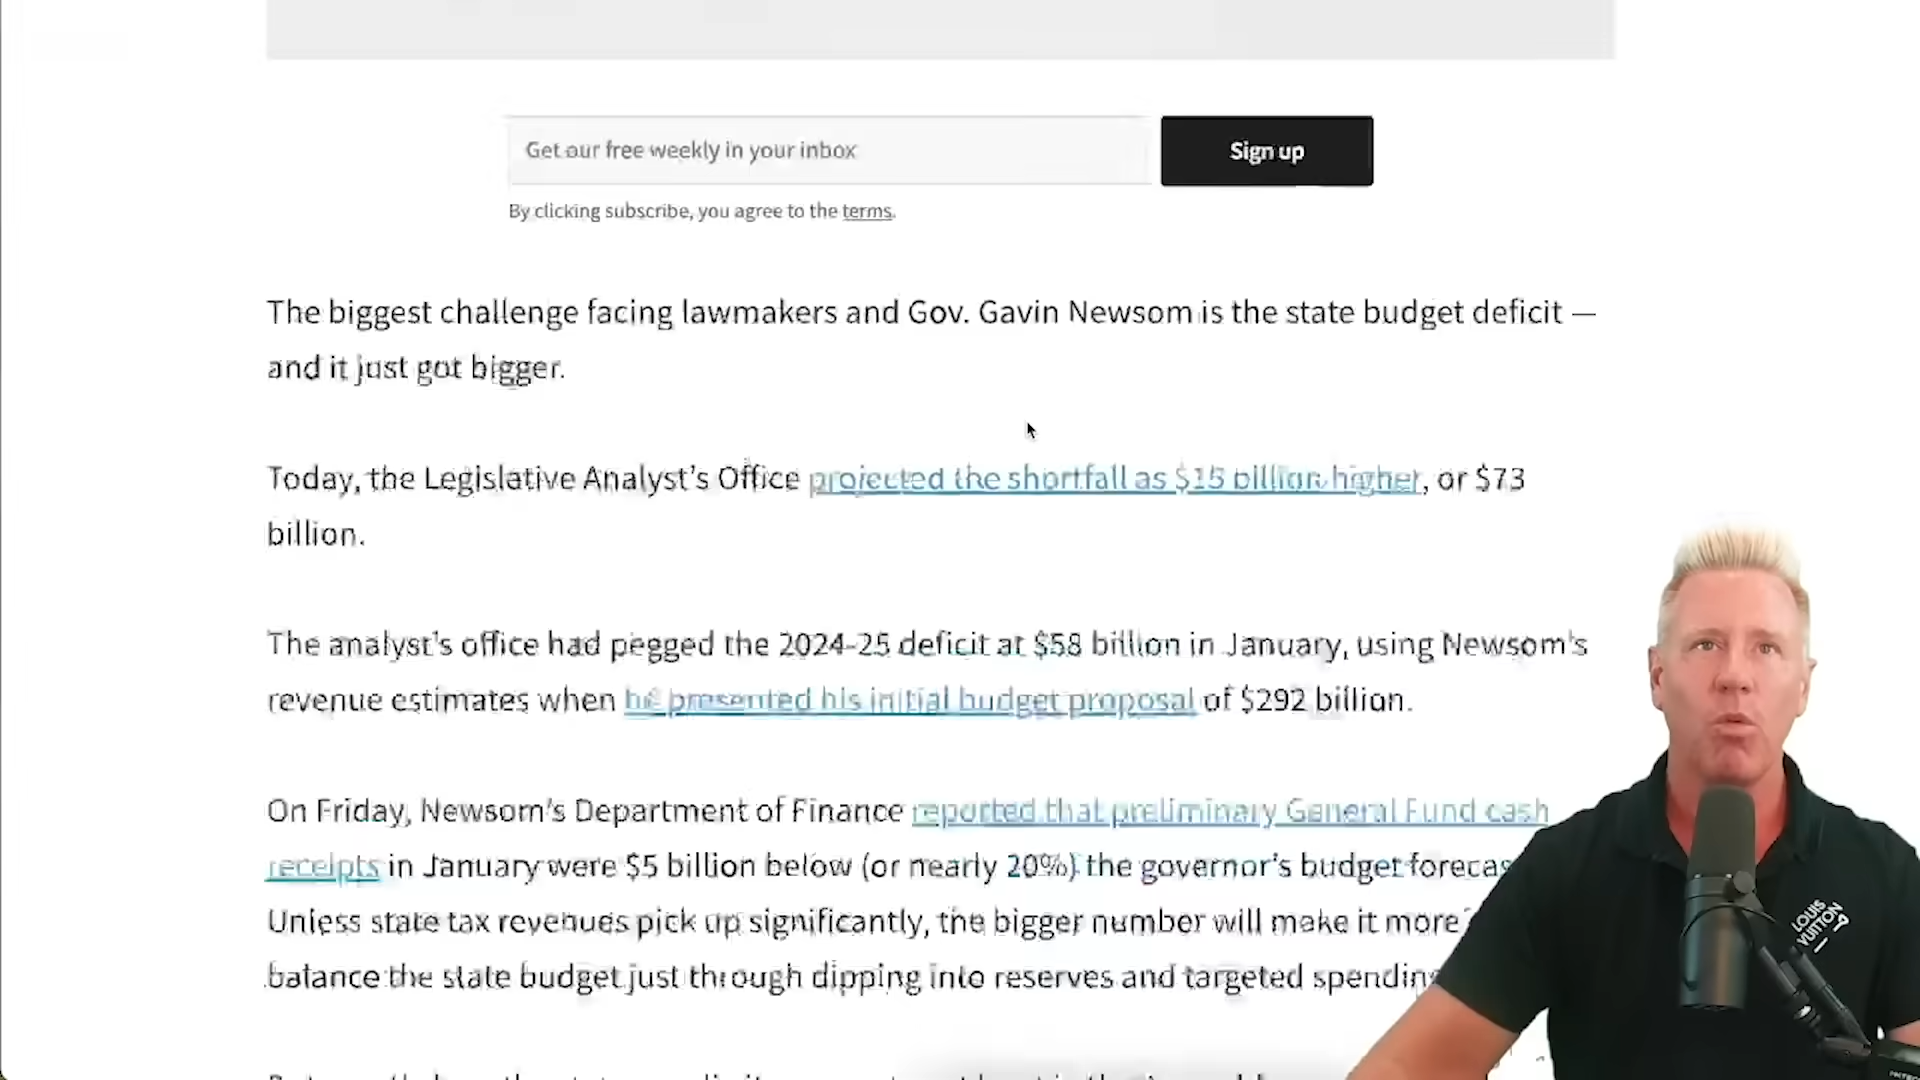 Get our free weekly in your inbox
Sign up
By clicking subscribe, you agree to the terms.
The biggest challenge facing lawmakers and Gov. Gavin Newsom is the state budget deficit —
and it just got bigger.
Today, the Legislative Analyst's Office projected the shortfall as $15 billion higher, or $73
billion.
The analyst's office had pegged the 2024-25 deficit at $58 billion in January, using Newsom's
revenue estimates when he presented his initial budget proposal of $292 billion.
On Friday, Newsom's Department of Finance reported that preliminary General Fund cash
receipts in January were $5 billion below (or nearly 20%) the governor's budget forecas
Unless state tax revenues pick up significantly, the bigger number will make it more
balance the state budget just through dipping into reserves and targeted spending
LOUIS
VUITTON